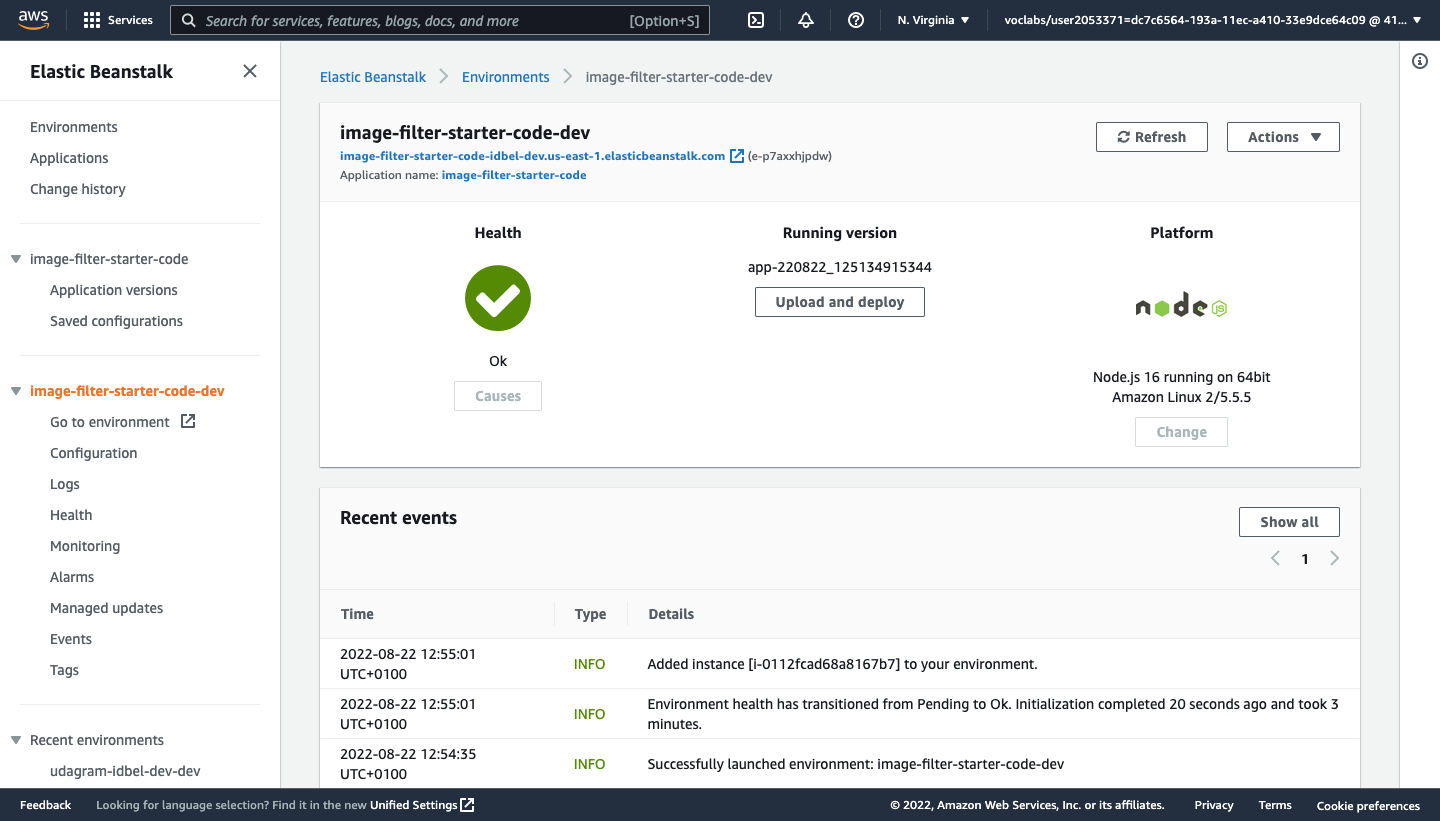 aws
Services
Search for services, features, blogs, docs, and more
[Option+S]
N. Virginia
voclabs/user2053371=dc7c6564-193a-11ec-a410-33e9dce64c09 @ 41...
Elastic Beanstalk
Environments
Applications
Change history
image-filter-starter-code
Application versions
Saved configurations
image-filter-starter-code-dev
Go to environment
Configuration
Logs
Health
Monitoring
Alarms
Managed updates
Events
Tags
Recent environments
udagram-idbel-dev-dev
Elastic Beanstalk
Environments
image-filter-starter-code-dev
image-filter-starter-code-dev
image-filter-starter-code-idbel-dev.us-east-1.elasticbeanstalk.com (e-p7axxhjpdw)
Application name: image-filter-starter-code
Refresh
Actions
Health
Ok
Causes
Running version
app-220822_125134915344
Upload and deploy
Platform
node
JS
Node.js 16 running on 64bit
Amazon Linux 2/5.5.5
Change
Recent events
Show all
1
Time Type Details
2022-08-22 12:55:01
UTC+0100
INFO
Added instance [i-0112fcad68a8167b7] to your environment.
2022-08-22 12:55:01
UTC+0100
INFO
Environment health has transitioned from Pending to Ok. Initialization completed 20 seconds ago and took 3
minutes.
2022-08-22 12:54:35
UTC+0100
INFO
Successfully launched environment: image-filter-starter-code-dev
Feedback
Looking for language selection? Find it in the new Unified Settings
© 2022, Amazon Web Services, Inc. or its affiliates.
Privacy
Terms
Cookie preferences